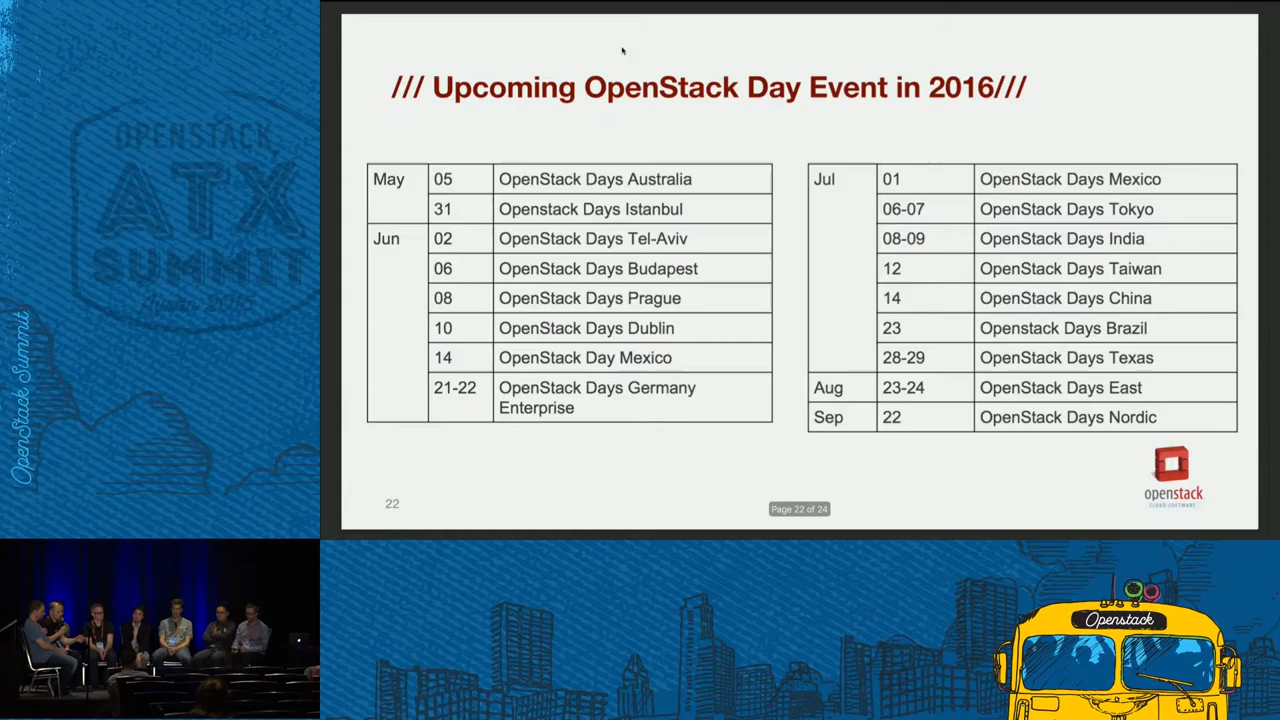 /// Upcoming OpenStack Day Event in 2016///
May 05 OpenStack Days Australia
31 Openstack Days Istanbul
Jun 02 OpenStack Days Tel-Aviv
06 OpenStack Days Budapest
08 OpenStack Days Prague
10 OpenStack Days Dublin
14 OpenStack Day Mexico
21-22 OpenStack Days Germany
Enterprise
Jul 01 OpenStack Days Mexico
06-07 OpenStack Days Tokyo
08-09 OpenStack Days India
12 OpenStack Days Taiwan
14 OpenStack Days China
23 Openstack Days Brazil
28-29 OpenStack Days Texas
Aug 23-24 OpenStack Days East
Sep 22 OpenStack Days Nordic
openstack
CLOUD SOFTWARE
22
Page 22 of 24
OPENSTACK
ATX
SUMMIT
OpenStack Summit
Openstack